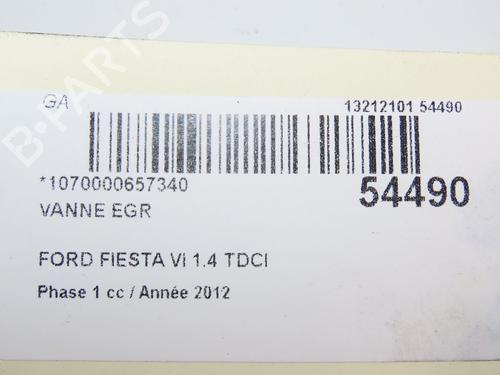 GA 13212101 54490
*1070000657340 54490
VANNE EGR
FORD FIESTA VI 1.4 TDCI
Phase 1 cc / Année 2012
B-PARTS